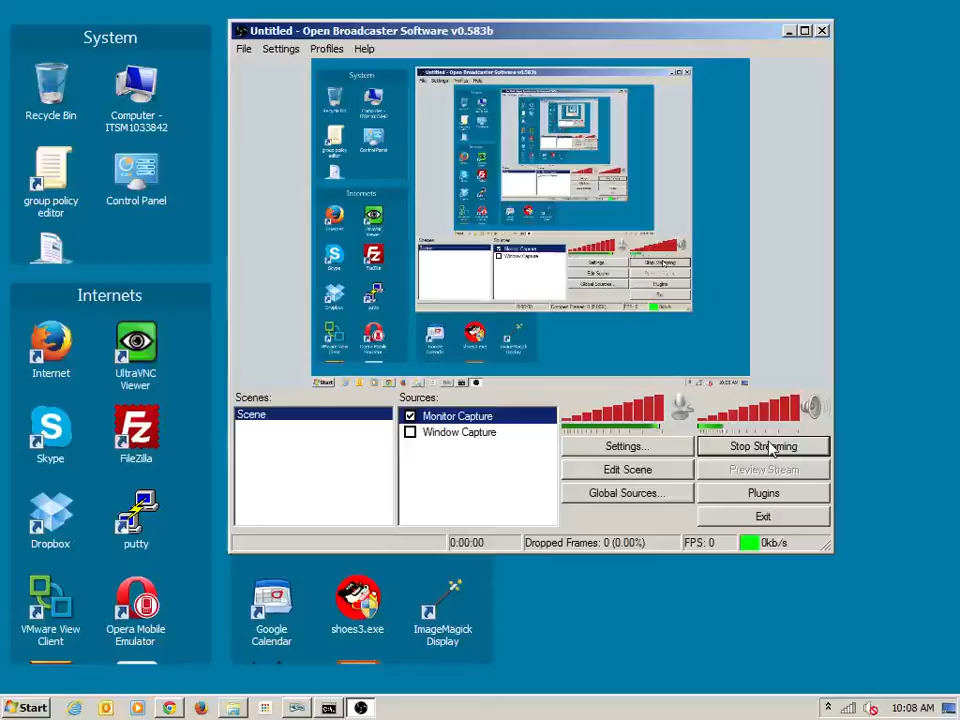 System
Recycle Bin
Computer -
ITSM1033842
group policy
editor
Control Panel
Internets
Internet
UltraVNC
Viewer
Skype
FileZilla
Dropbox
putty
VMware View
Client
Opera Mobile
Emulator
Google
Calendar
shoes3.exe
ImageMagick
Display
Untitled - Open Broadcaster Software v0.583b
File Settings Profiles Help
System
Internets
Scenes:
Scene
Sources:
Monitor Capture
Window Capture
Settings...
Stop Streaming
Edit Scene
Preview Stream
Global Sources...
Plugins
Exit
0:00:00
Dropped Frames: 0 (0.00%)
FPS: 0
0kb/s
Start
10:08 AM